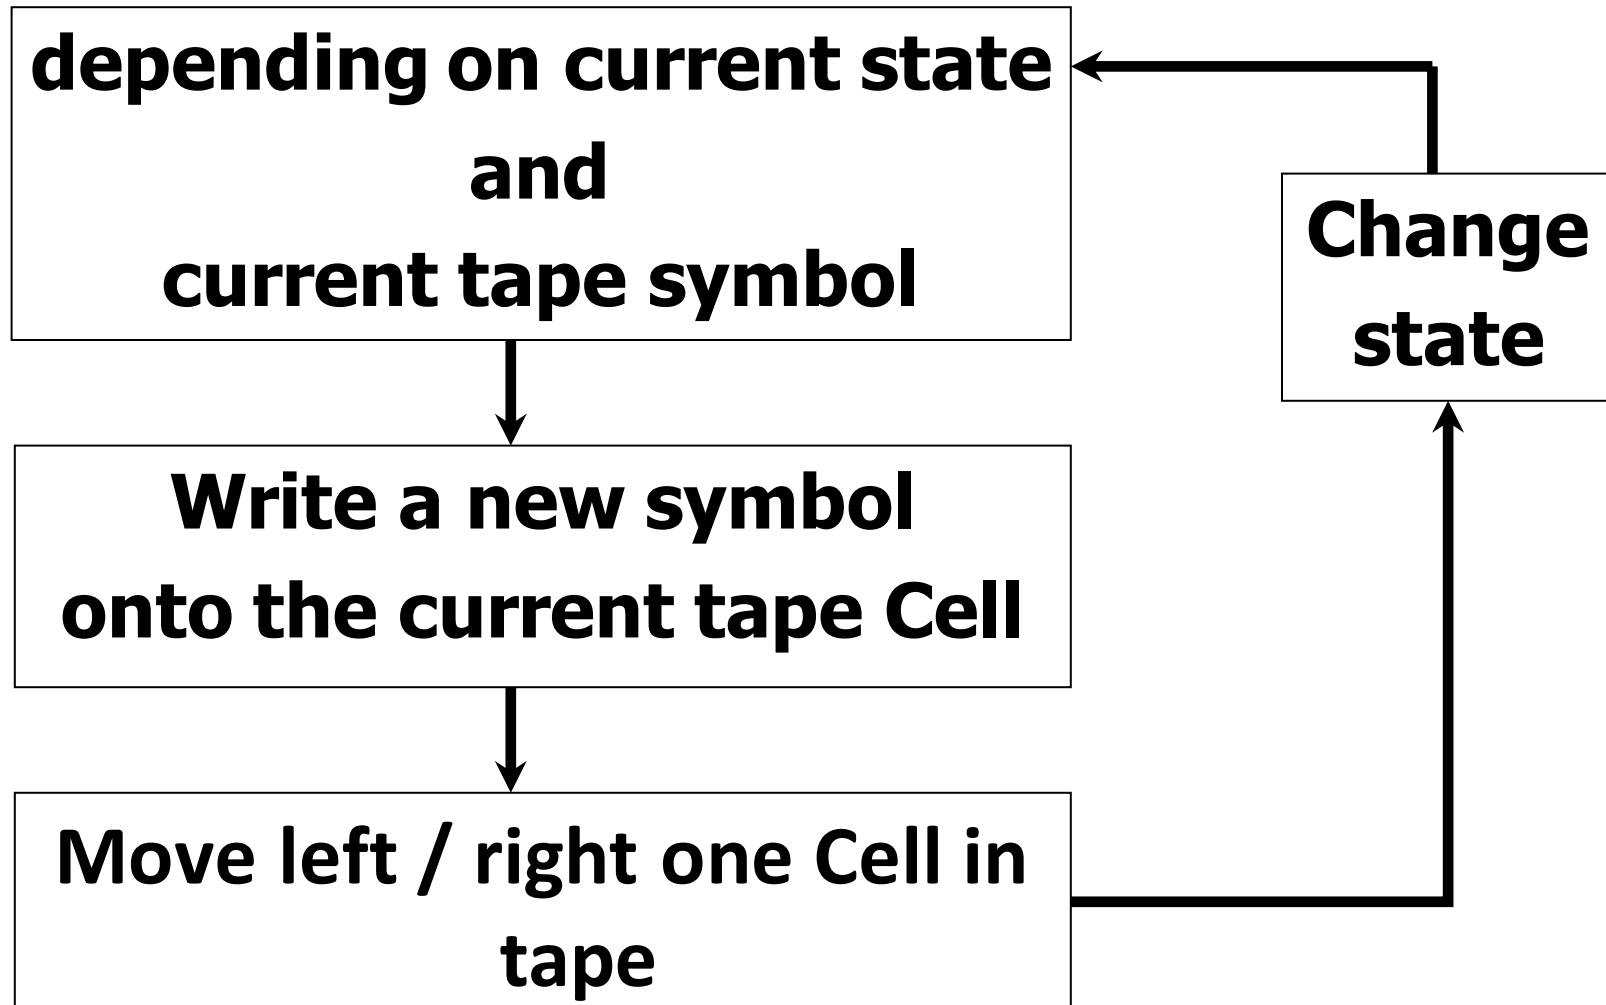 depending on current state
and
current tape symbol
Change
state
Write a new symbol
onto the current tape Cell
Move left / right one Cell in
tape